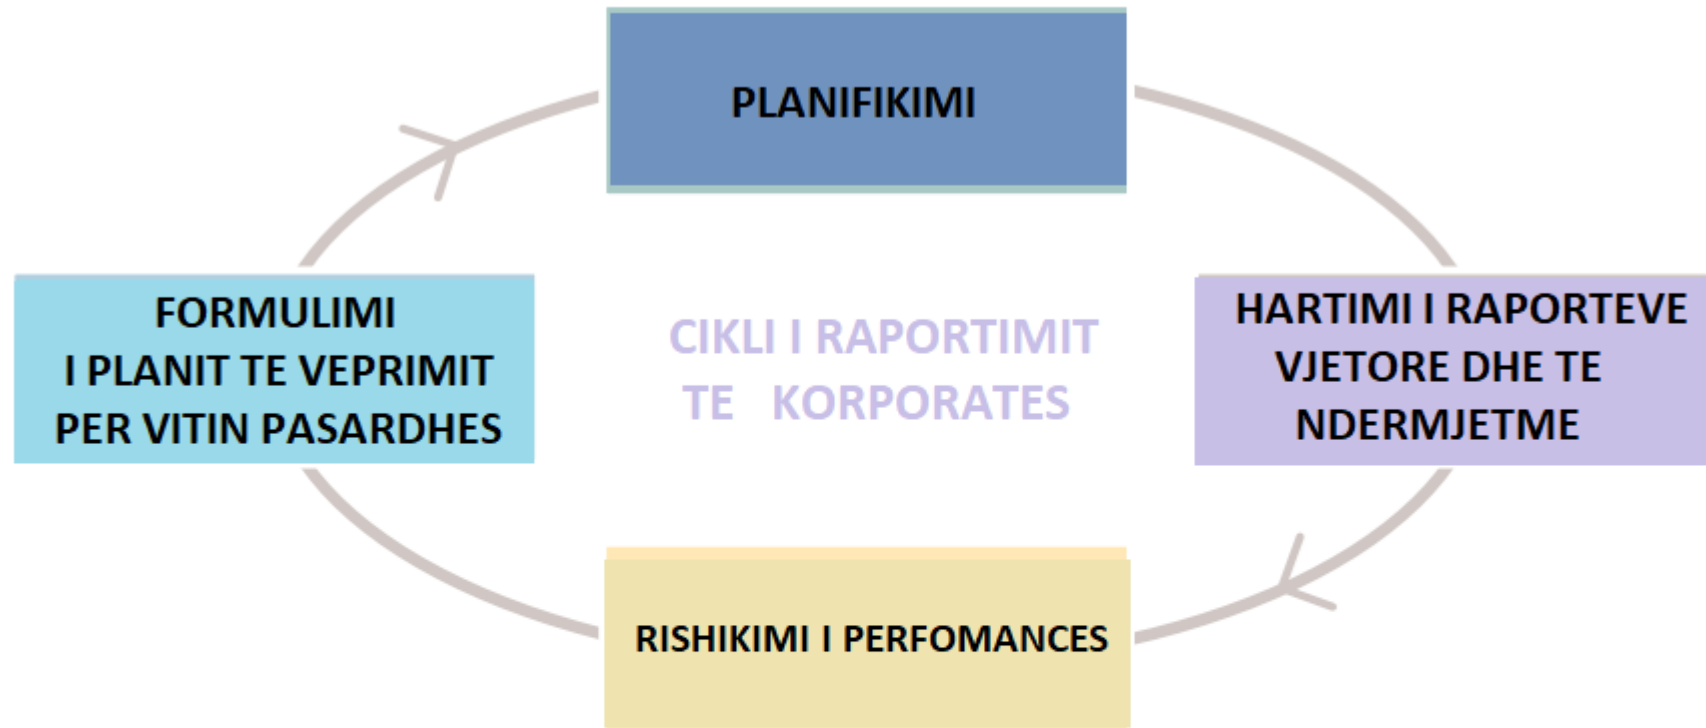 PLANIFIKIMI
FORMULIMI
I PLANIT TE VEPRIMIT
PER VITIN PASARDHES
CIKLI I RAPORTIMIT
TE KORPORATES
HARTIMI I RAPORTEVE
VJETORE DHE TE
NDERMJETME
RISHIKIMI I PERFOMANCES